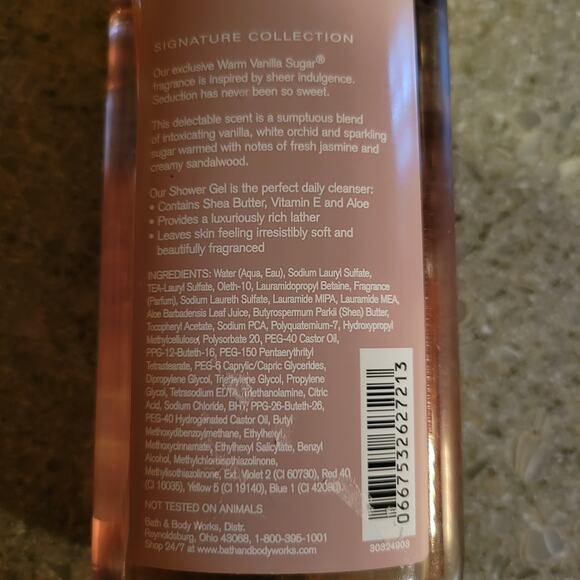 SIGNATURE COLLECTION
Our exclusive Warm Vanilla Sugar®
fragrance is inspired by sheer indulgence.
Seduction has never been so sweet.
This delectable scent is a sumptuous blend
of intoxicating vanilla, white orchid and sparkling
sugar warmed with notes of fresh jasmine and
creamy sandalwood.
Our Shower Gel is the perfect daily cleanser:
• Contains Shea Butter, Vitamin E and Aloe
• Provides a luxuriously rich lather
• Leaves skin feeling irresistibly soft and
beautifully fragranced
INGREDIENTS: Water (Aqua, Eau), Sodium Lauryl Sulfate,
TEA-Lauryl Sulfate, Oleth-10, Lauramidopropyl Betaine, Fragrance
(Parfum), Sodium Laureth Sulfate, Lauramide MIPA, Lauramide MEA,
Aloe Barbadensis Leaf Juice, Butyrospermum Parkii (Shea) Butter,
Tocopheryl Acetate, Sodium PCA, Polyquaternium-7, Hydroxypropyl
Methylcellulose, Polysorbate 20, PEG-40 Castor Oil,
PPG-12-Buteth-16, PEG-150 Pentaerythrityl
Tetrastearate, PEG-6 Caprylic/Capric Glycerides,
Dipropylene Glycol, Triethylene Glycol, Propylene
Glycol, Tetrasodium EDTA, Triethanolamine, Citric
Acid, Sodium Chloride, BHT, PPG-26-Buteth-26,
PEG-40 Hydrogenated Castor Oil, Butyl
Methoxydibenzoylmethane, Ethylhexyl
Methoxycinnamate, Ethylhexyl Salicylate, Benzyl
Alcohol, Methylchloroisothiazolinone,
Methylisothiazolinone, Ext. Violet 2 (CI 60730), Red 40
(CI 16035), Yellow 5 (CI 19140), Blue 1 (CI 42090).
NOT TESTED ON ANIMALS
Bath & Body Works, Distr.
Reynoldsburg, Ohio 43068, 1-800-395-1001
Shop 24/7 at www.bathandbodyworks.com
0667532627213
30324903